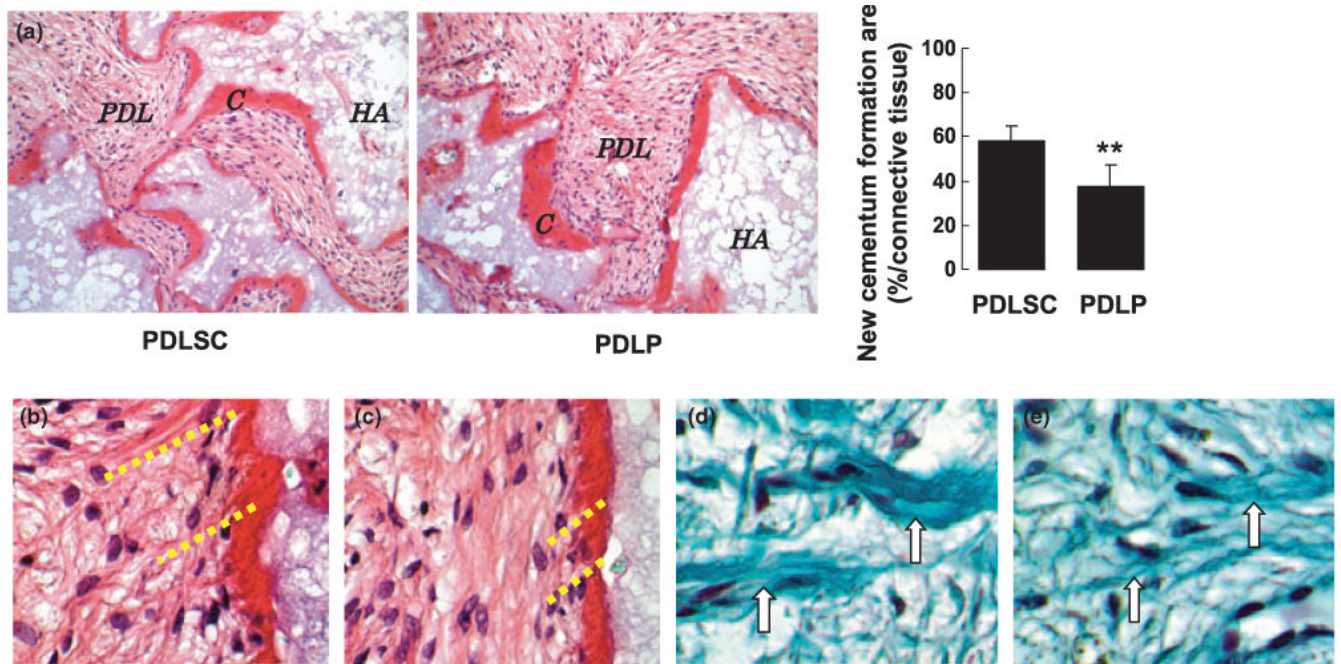 (a)
PDL
C
HA
PDL
C
HA
PDLSC
PDLP
New cementum formation are
(%/connective tissue)
100
80
60
40
20
0
**
PDLSC
PDLP
(b)
(c)
(d)
(e)